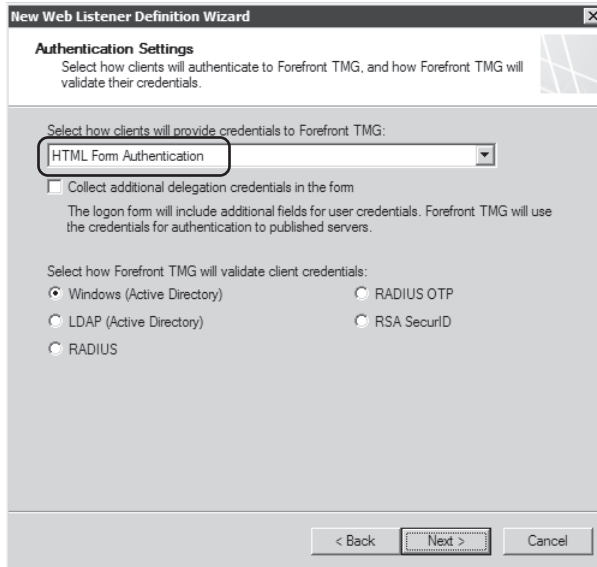 New Web Listener Definition Wizard
Authentication Settings
Select how clients will authenticate to Forefront TMG, and how Forefront TMG will
validate their credentials.
Select how clients will provide credentials to Forefront TMG:
HTML Form Authentication
Collect additional delegation credentials in the form
The logon form will include additional fields for user credentials. Forefront TMG will use
the credentials for authentication to published servers.
Select how Forefront TMG will validate client credentials:
Windows (Active Directory)
RADIUS OTP
LDAP (Active Directory)
RSA SecurID
RADIUS
< Back
Next >
Cancel